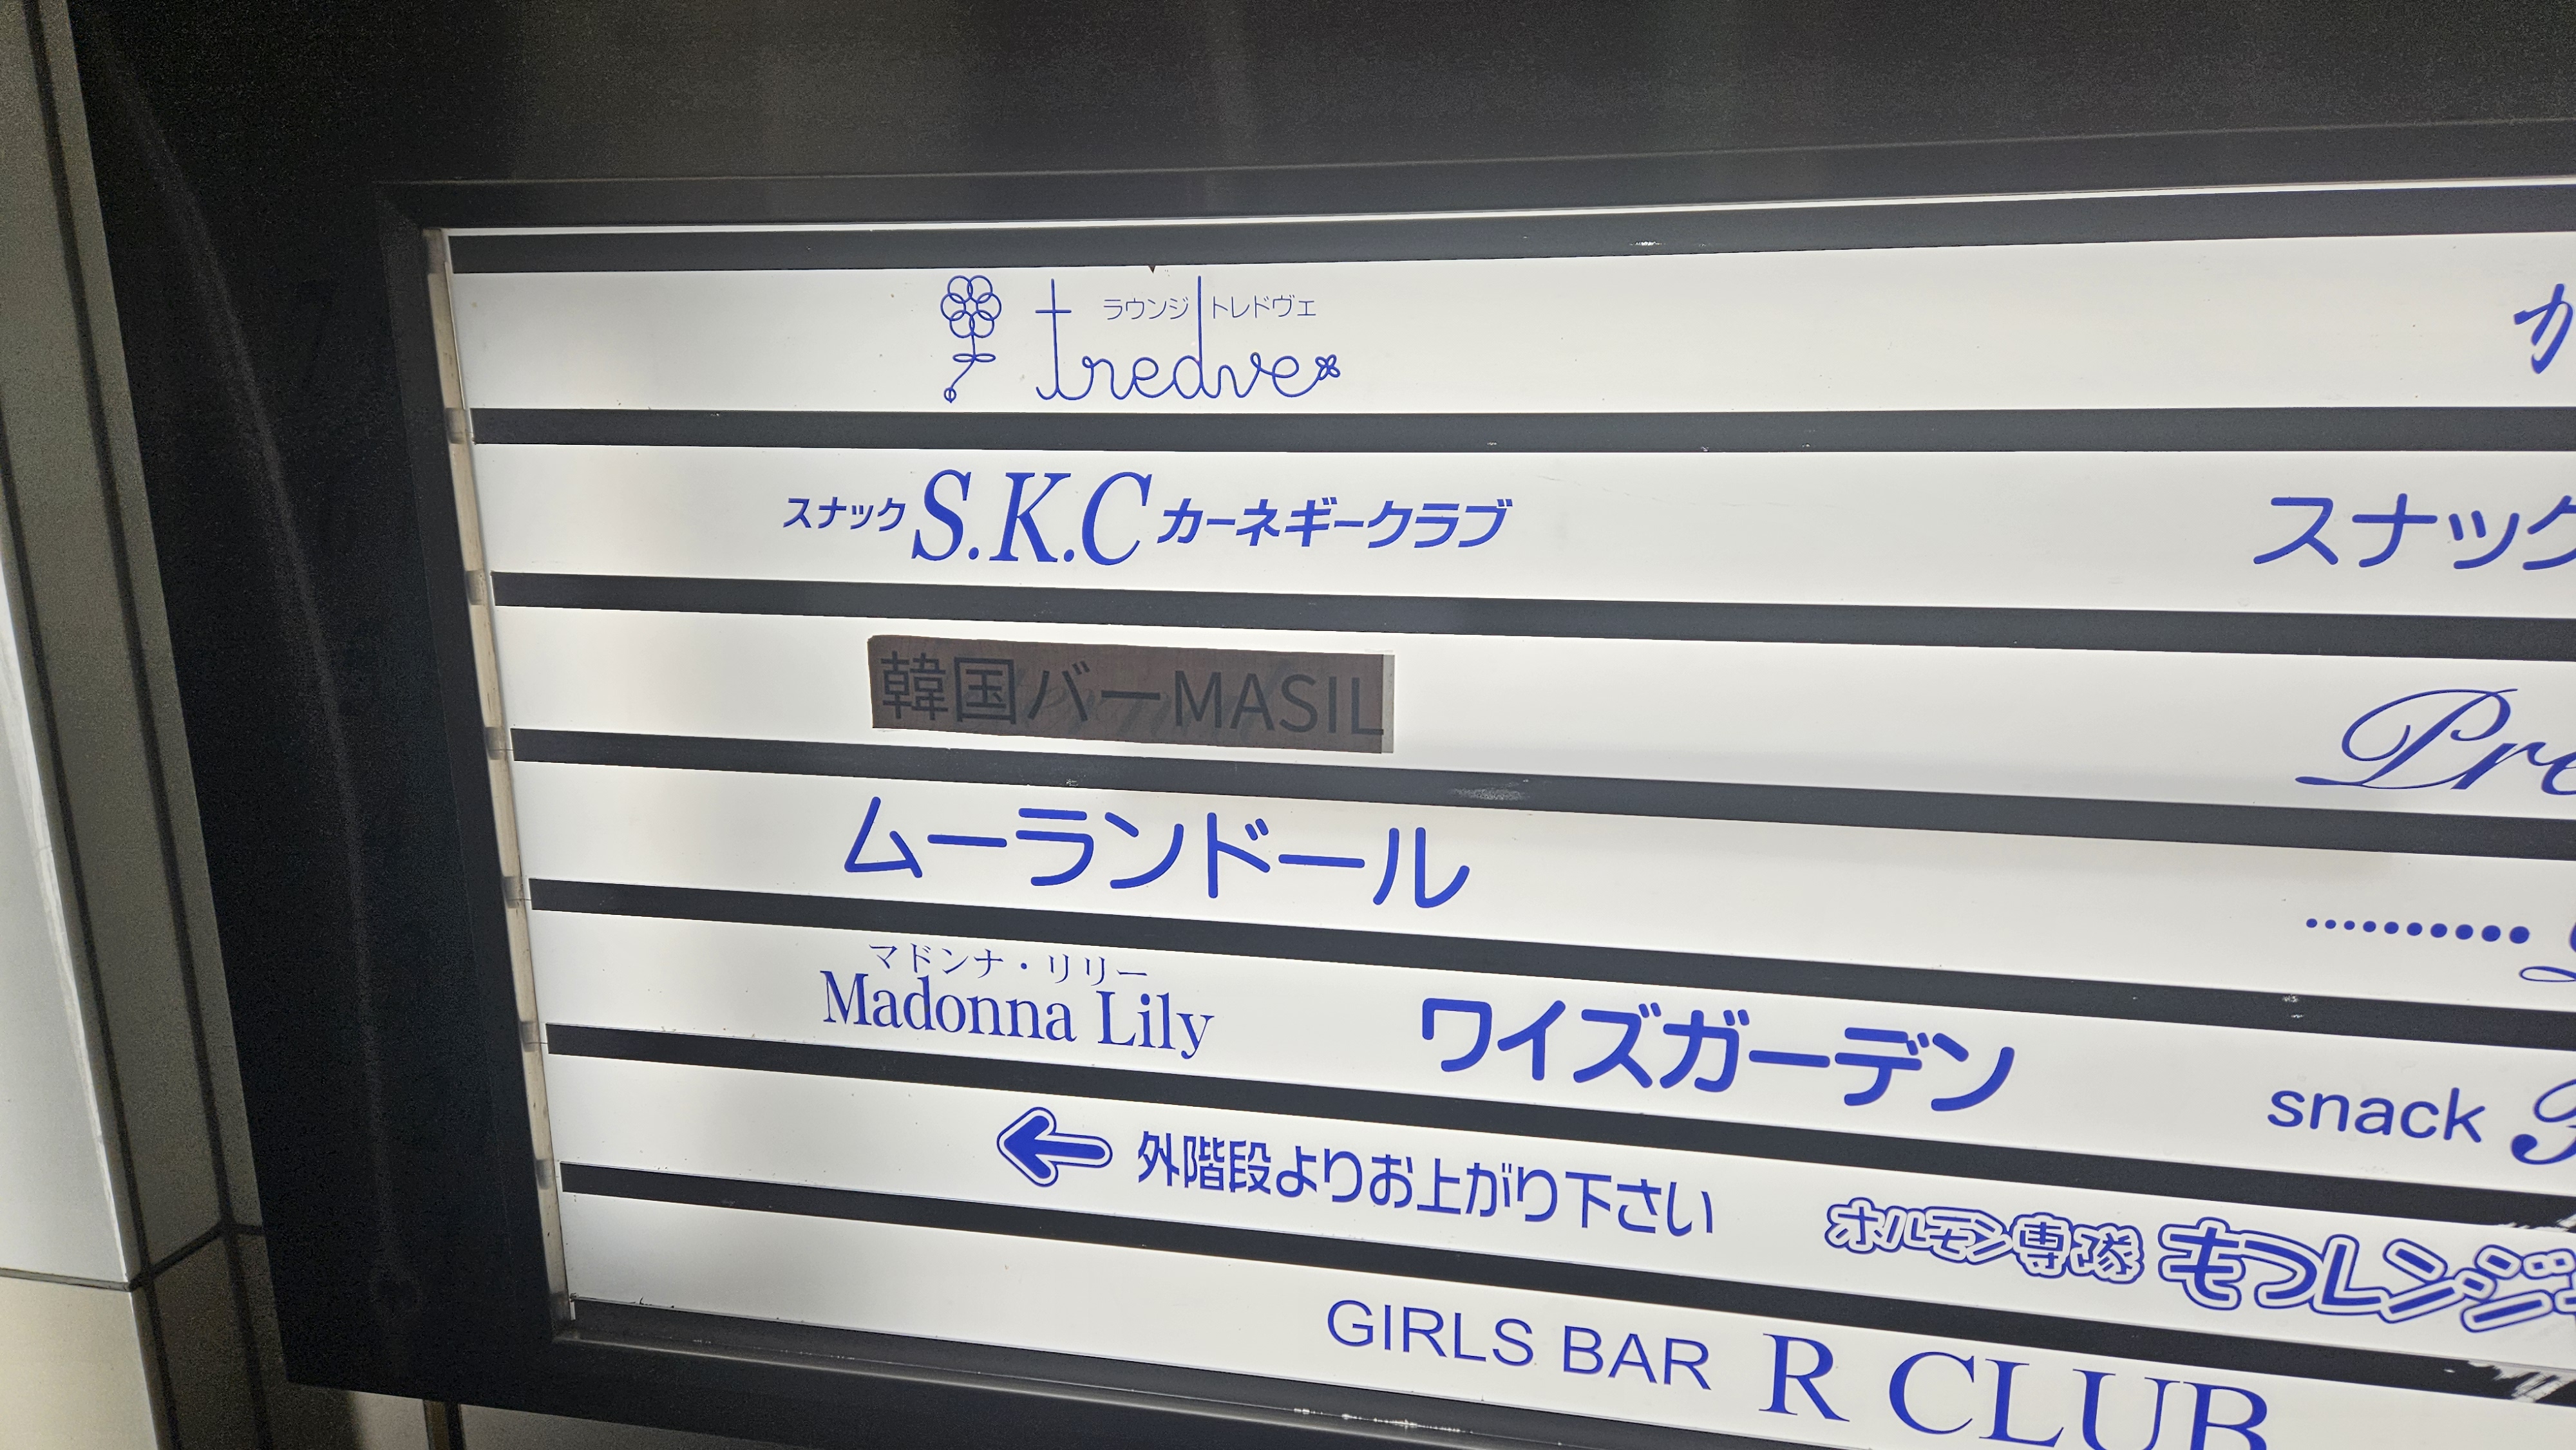 ラウンジ トレドヴェ
tredve
か
スナック S.K.C カーネギークラブ
スナック
韓国バーMASIL
ムーランドール
マドンナ・リリー
Madonna Lily
ワイズガーデン
snack
← 外階段よりお上がり下さい
ホルモン専隊 もつレンジ
GIRLS BAR R CLUB